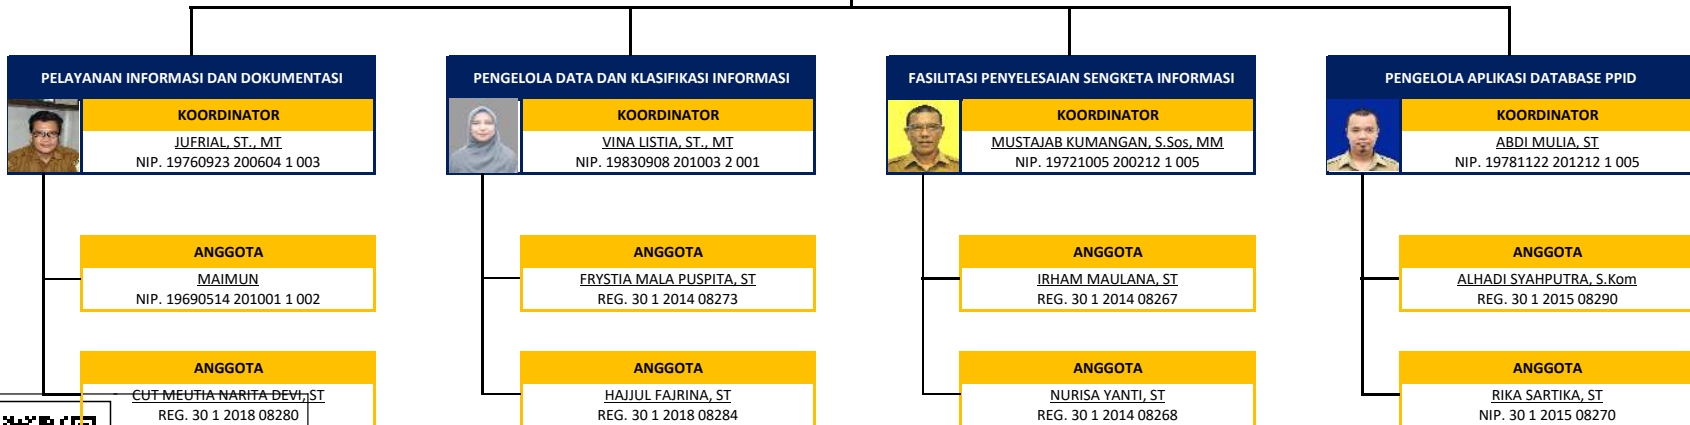 PELAYANAN INFORMASI DAN DOKUMENTASI
KOORDINATOR
JUFRIAL, ST., MT
NIP. 19760923 200604 1 003
ANGGOTA
MAIMUN
NIP. 19690514 201001 1 002
ANGGOTA
CUT MEUTIA NARITA DEVI, ST
REG. 30 1 2018 08280
PENGELOLA DATA DAN KLASIFIKASI INFORMASI
KOORDINATOR
VINA LISTIA, ST., MT
NIP. 19830908 201003 2 001
ANGGOTA
FRYSTIA MALA PUSPITA, ST
REG. 30 1 2014 08273
ANGGOTA
HAJJUL FAJRINA, ST
REG. 30 1 2018 08284
FASILITASI PENYELESAIAN SENGKETA INFORMASI
KOORDINATOR
MUSTAJAB KUMANGAN, S.Sos, MM
NIP. 19721005 200212 1 005
ANGGOTA
IRHAM MAULANA, ST
REG. 30 1 2014 08267
ANGGOTA
NURISA YANTI, ST
REG. 30 1 2014 08268
PENGELOLA APLIKASI DATABASE PPID
KOORDINATOR
ABDI MULIA, ST
NIP. 19781122 201212 1 005
ANGGOTA
ALHADI SYAHPUTRA, S.Kom
REG. 30 1 2015 08290
ANGGOTA
RIKA SARTIKA, ST
NIP. 30 1 2015 08270